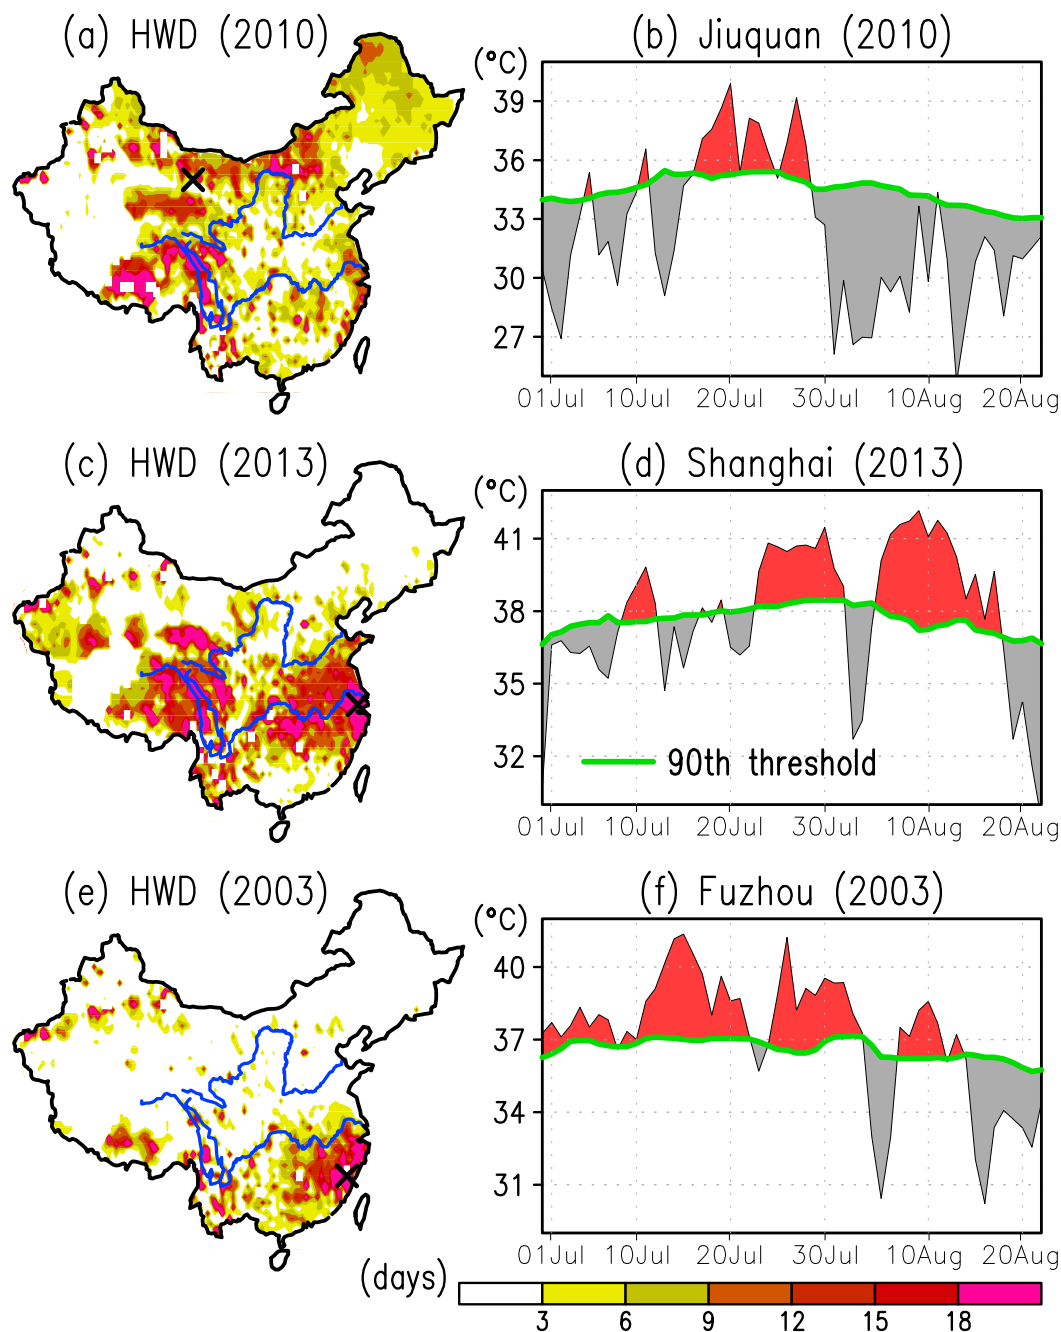 (a) HWD (2010)
(b) Jiuquan (2010)
(°C)
39
36
33
30
27
01Jul 10Jul 20Jul 30Jul 10Aug 20Aug
(c) HWD (2013)
(d) Shanghai (2013)
(°C)
41
38
35
32
90th threshold
01Jul 10Jul 20Jul 30Jul 10Aug 20Aug
(e) HWD (2003)
(f) Fuzhou (2003)
(°C)
40
37
34
31
01Jul 10Jul 20Jul 30Jul 10Aug 20Aug
(days)
3 6 9 12 15 18